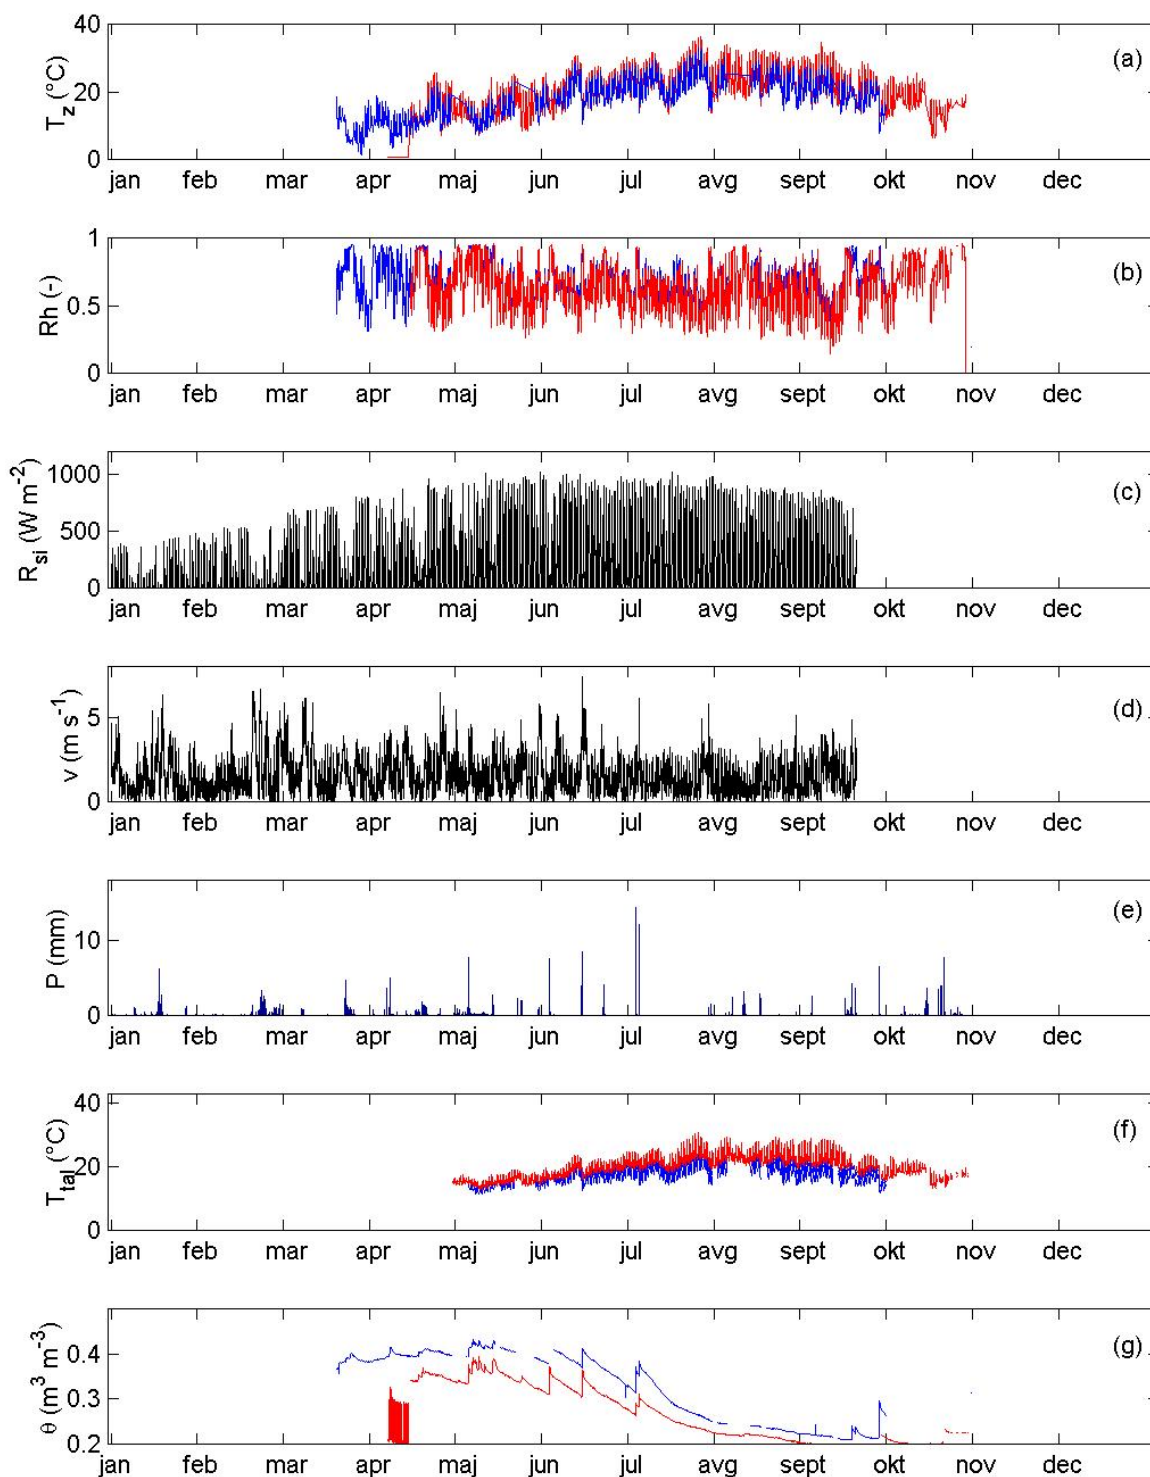 40
20
0
T_z (°C)
(a)
jan feb mar apr maj jun jul avg sept okt nov dec
1
0.5
0
Rh (-)
(b)
jan feb mar apr maj jun jul avg sept okt nov dec
1000
500
0
R_si (W m^-2)
(c)
jan feb mar apr maj jun jul avg sept okt nov dec
5
0
v (m s^-1)
(d)
jan feb mar apr maj jun jul avg sept okt nov dec
10
0
P (mm)
(e)
jan feb mar apr maj jun jul avg sept okt nov dec
40
20
0
T_tal (°C)
(f)
jan feb mar apr maj jun jul avg sept okt nov dec
0.4
0.3
0.2
θ (m^3 m^-3)
(g)
jan feb mar apr maj jun jul avg sept okt nov dec